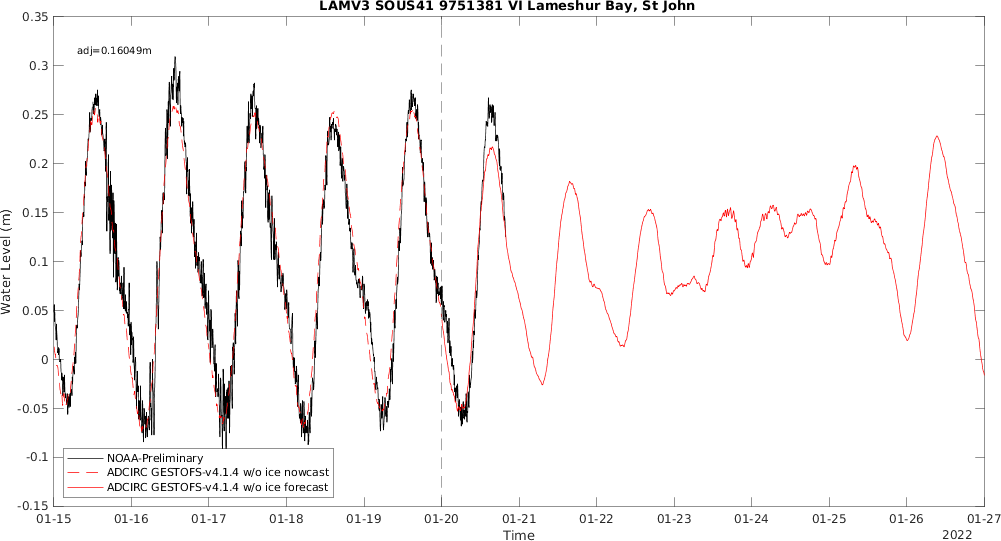 LAMV3 SOUS41 9751381 VI Lameshur Bay, St John
adj=0.16049m
0.35
0.3
0.25
0.2
0.15
0.1
0.05
0
-0.05
-0.1
-0.15
Water Level (m)
NOAA-Preliminary
ADCIRC GESTOFS-v4.1.4 w/o ice nowcast
ADCIRC GESTOFS-v4.1.4 w/o ice forecast
01-15 01-16 01-17 01-18 01-19 01-20 01-21 01-22 01-23 01-24 01-25 01-26 01-27
Time
2022